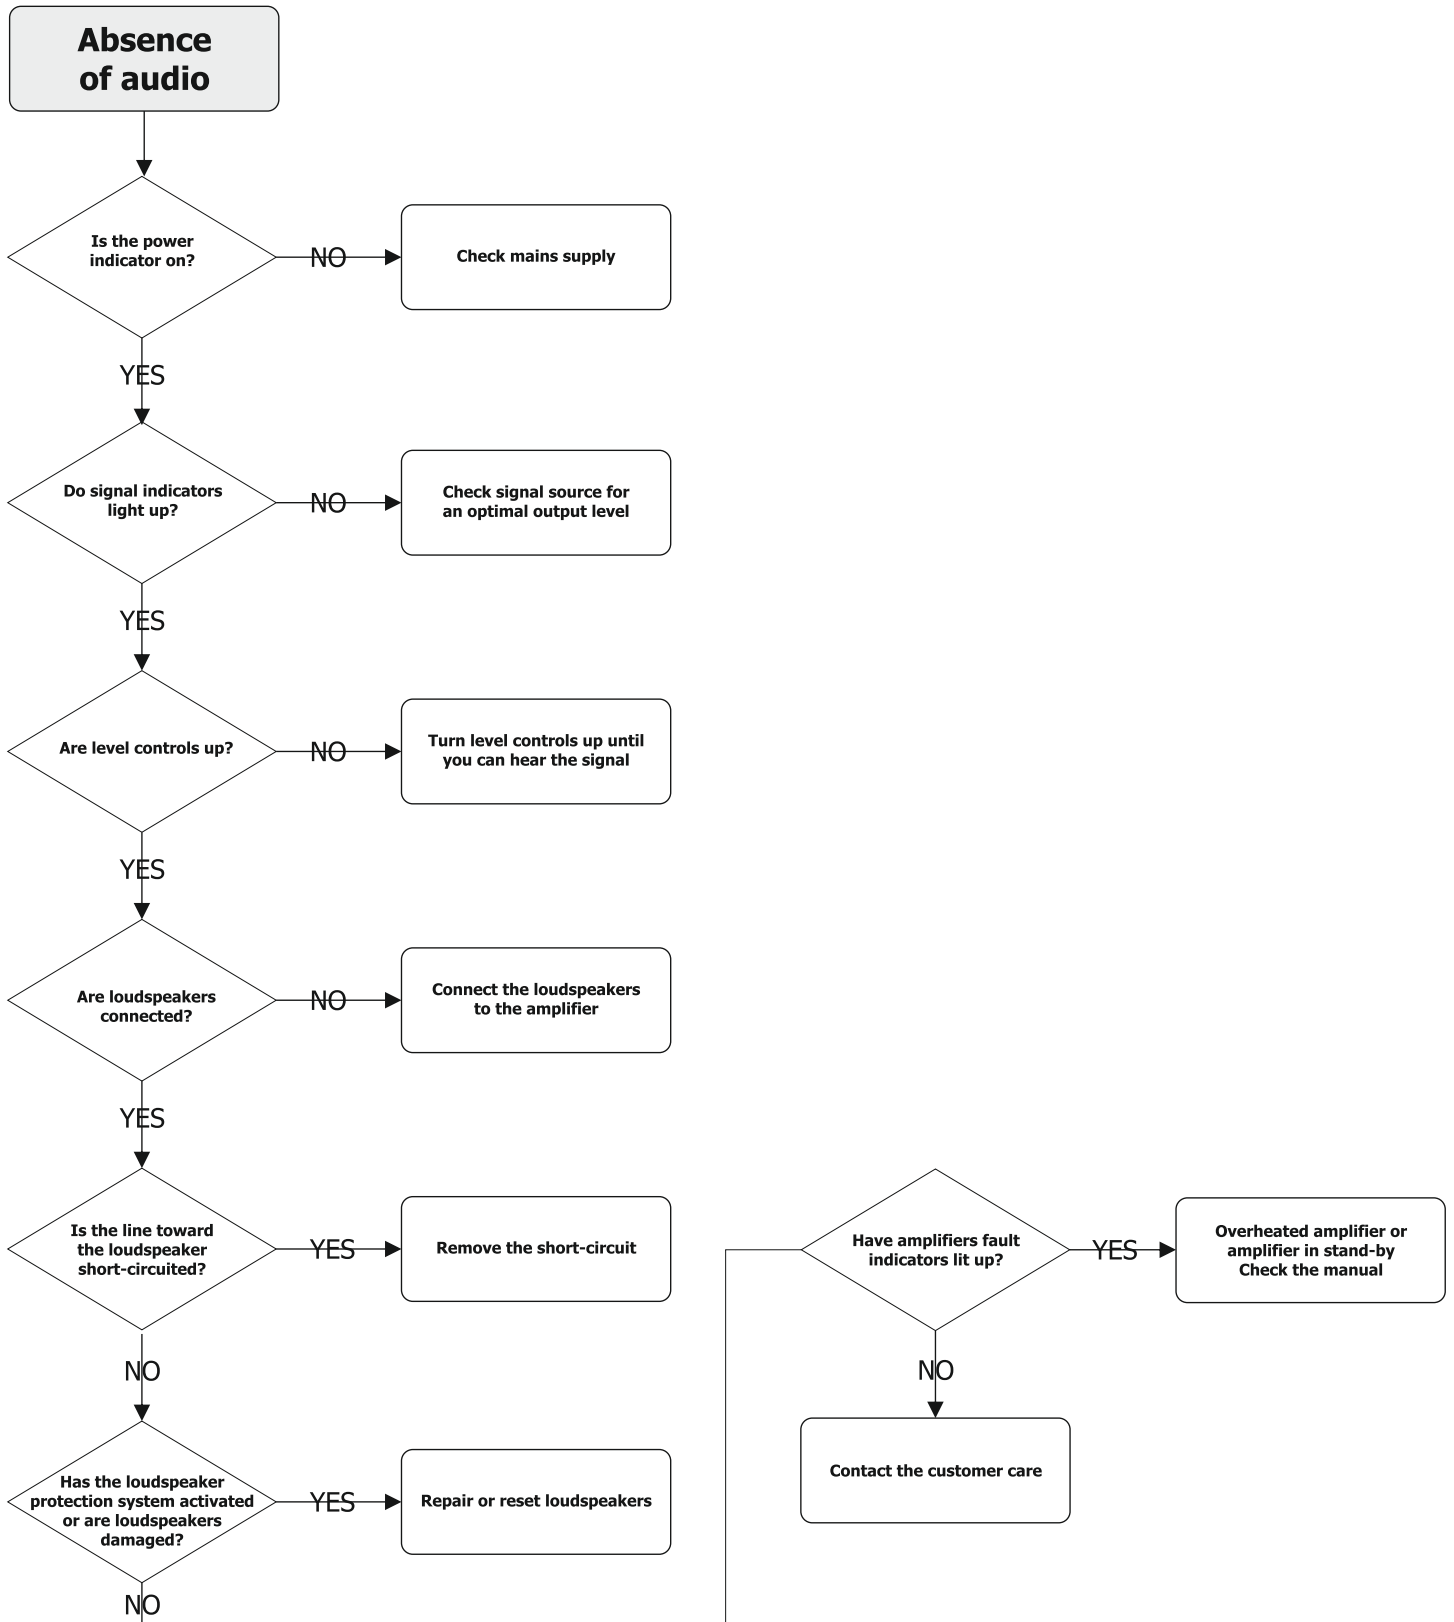 Absence
of audio
Is the power
indicator on?
NO
Check mains supply
YES
Do signal indicators
light up?
NO
Check signal source for
an optimal output level
YES
Are level controls up?
NO
Turn level controls up until
you can hear the signal
YES
Are loudspeakers
connected?
NO
Connect the loudspeakers
to the amplifier
YES
Is the line toward
the loudspeaker
short-circuited?
YES
Remove the short-circuit
NO
Has the loudspeaker
protection system activated
or are loudspeakers
damaged?
YES
Repair or reset loudspeakers
NO
Have amplifiers fault
indicators lit up?
YES
Overheated amplifier or
amplifier in stand-by
Check the manual
NO
Contact the customer care